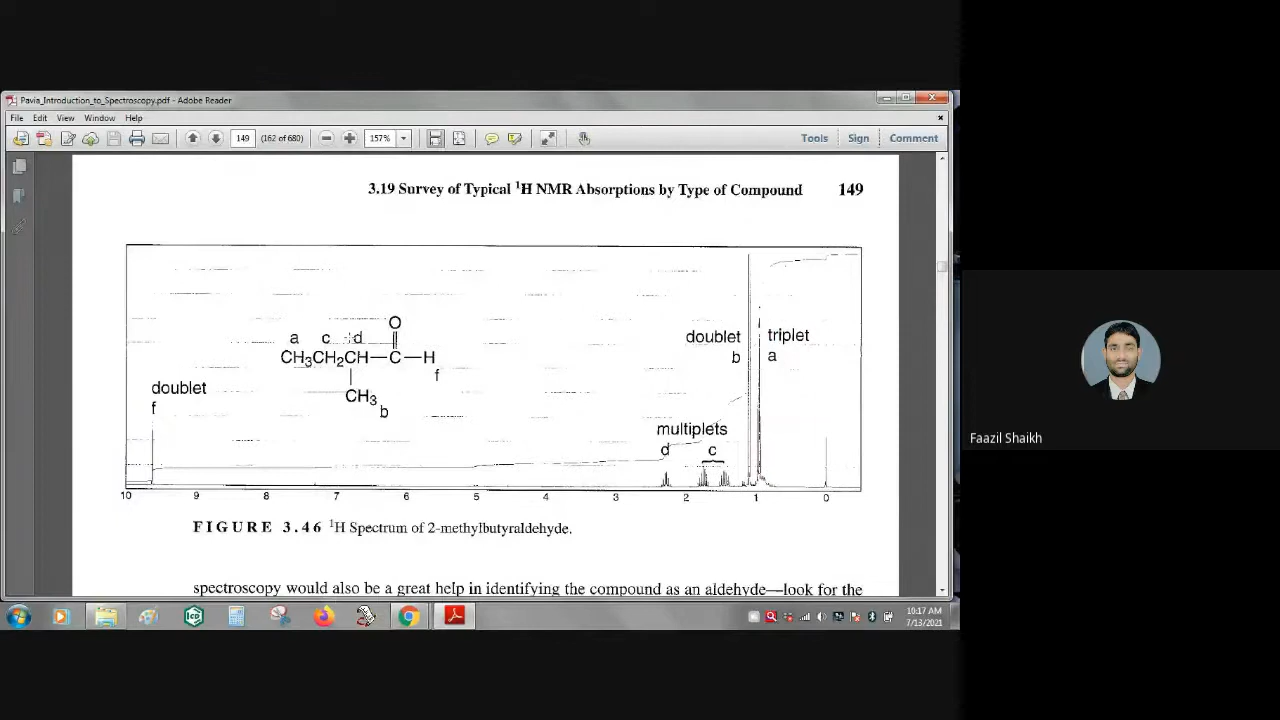 Pavia_Introduction_to_Spectroscopy.pdf - Adobe Reader
File Edit View Window Help
149 (162 of 680) 157% Tools Sign Comment
3.19 Survey of Typical ¹H NMR Absorptions by Type of Compound 149
O
a c d
CH₃CH₂CH—C—H
f
CH₃
b
doublet
f
doublet
b
triplet
a
multiplets
d c
10 9 8 7 6 5 4 3 2 1 0
FIGURE 3.46 ¹H Spectrum of 2-methylbutyraldehyde.
spectroscopy would also be a great help in identifying the compound as an aldehyde—look for the
10:17 AM
7/13/2021
Faazil Shaikh